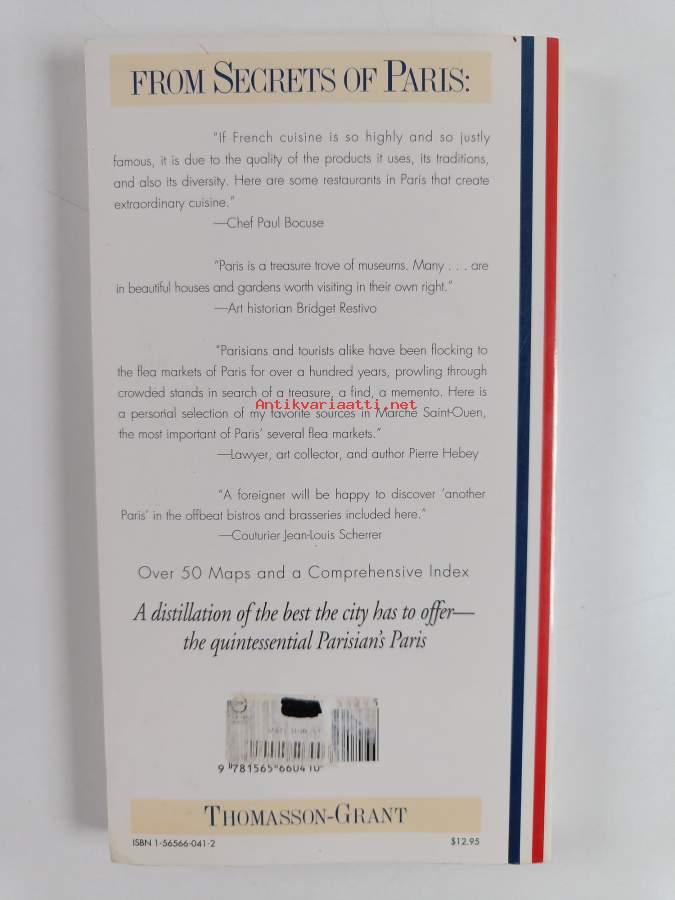 FROM SECRETS OF PARIS:
"If French cuisine is so highly and so justly
famous, it is due to the quality of the products it uses, its traditions,
and also its diversity. Here are some restaurants in Paris that create
extraordinary cuisine."
—Chef Paul Bocuse
"Paris is a treasure trove of museums. Many . . . are
in beautiful houses and gardens worth visiting in their own right."
—Art historian Bridget Restivo
"Parisians and tourists alike have been flocking to
the flea markets of Paris for over a hundred years, prowling through
crowded stands in search of a treasure, a find, a memento. Here is
Antikvariaatti.net
a personal selection of my favorite sources in Marché Saint-Ouen,
the most important of Paris' several flea markets."
—Lawyer, art collector, and author Pierre Hebey
"A foreigner will be happy to discover 'another
Paris' in the offbeat bistros and brasseries included here."
—Couturier Jean-Louis Scherrer
Over 50 Maps and a Comprehensive Index
A distillation of the best the city has to offer—
the quintessential Parisian's Paris
9 781565 660410
THOMASSON-GRANT
ISBN 1-56566-041-2
$12.95